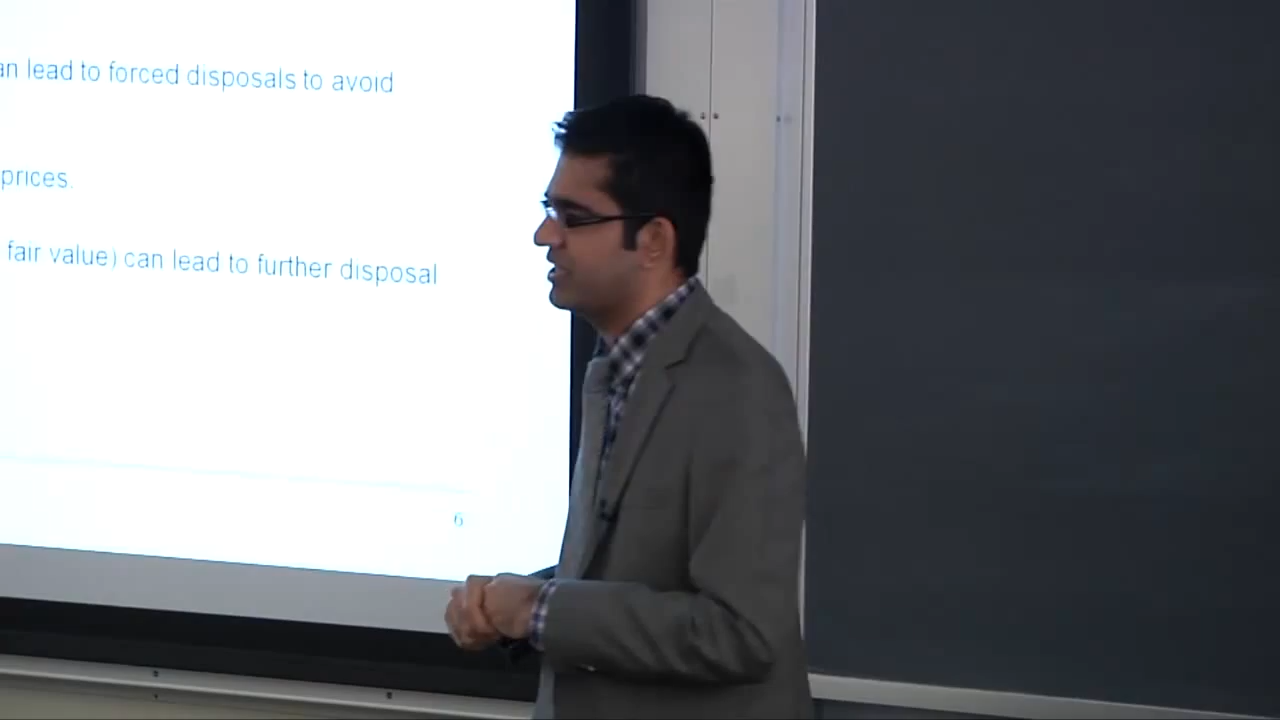 an lead to forced disposals to avoid
prices.
fair value) can lead to further disposal
6